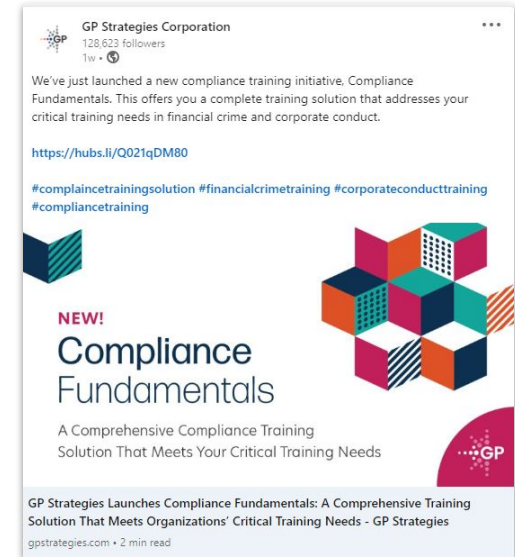 GP Strategies Corporation
128,623 followers
1w •
We've just launched a new compliance training initiative, Compliance
Fundamentals. This offers you a complete training solution that addresses your
critical training needs in financial crime and corporate conduct.
https://hubs.li/Q021qDM80
#complaincetrainingsolution #financialcrimetraining #corporateconducttraining
#compliancetraining
NEW!
Compliance
Fundamentals
A Comprehensive Compliance Training
Solution That Meets Your Critical Training Needs
GP
GP Strategies Launches Compliance Fundamentals: A Comprehensive Training
Solution That Meets Organizations' Critical Training Needs - GP Strategies
gpstrategies.com • 2 min read